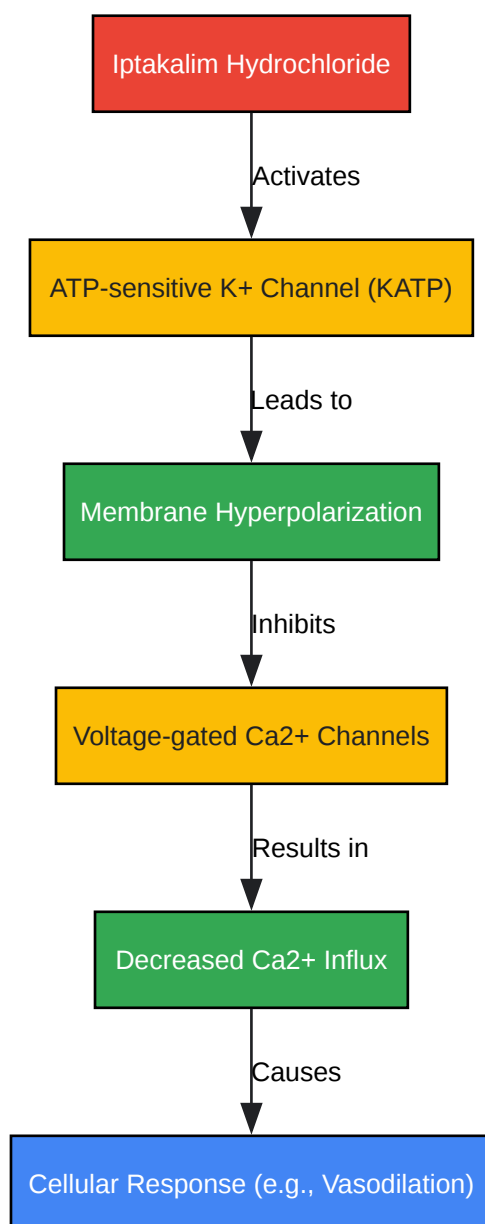 Iptakalim Hydrochloride
Activates
ATP-sensitive K+ Channel (KATP)
Leads to
Membrane Hyperpolarization
Inhibits
Voltage-gated Ca2+ Channels
Results in
Decreased Ca2+ Influx
Causes
Cellular Response (e.g., Vasodilation)